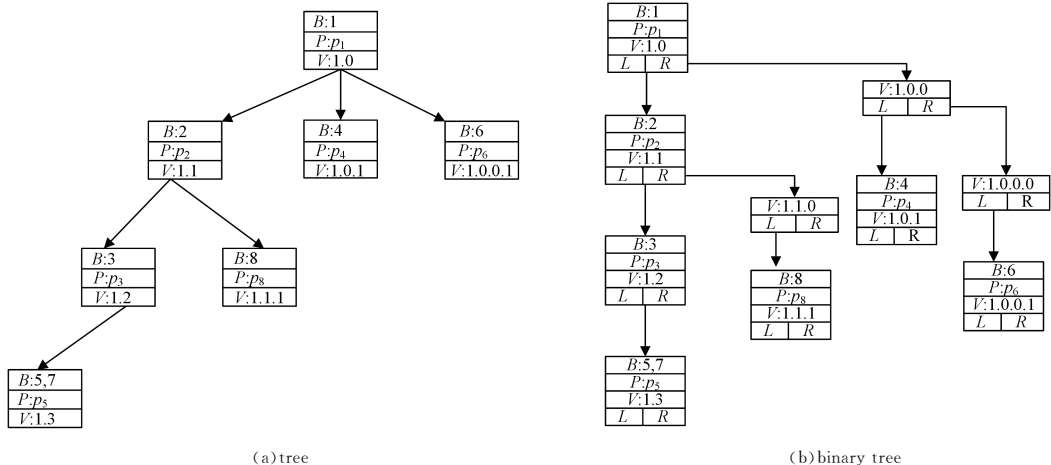 B:1
P:p₁
V:1.0
B:2
P:p₂
V:1.1
B:4
P:p₄
V:1.0.1
B:6
P:p₆
V:1.0.0.1
B:3
P:p₃
V:1.2
B:8
P:p₈
V:1.1.1
B:5,7
P:p₅
V:1.3
(a)tree
B:1
P:p₁
V:1.0
L R
V:1.0.0
L R
B:2
P:p₂
V:1.1
L R
V:1.1.0
L R
B:4
P:p₄
V:1.0.1
L R
V:1.0.0.0
L R
B:3
P:p₃
V:1.2
L R
B:8
P:p₈
V:1.1.1
L R
B:6
P:p₆
V:1.0.0.1
L R
B:5,7
P:p₅
V:1.3
L R
(b)binary tree